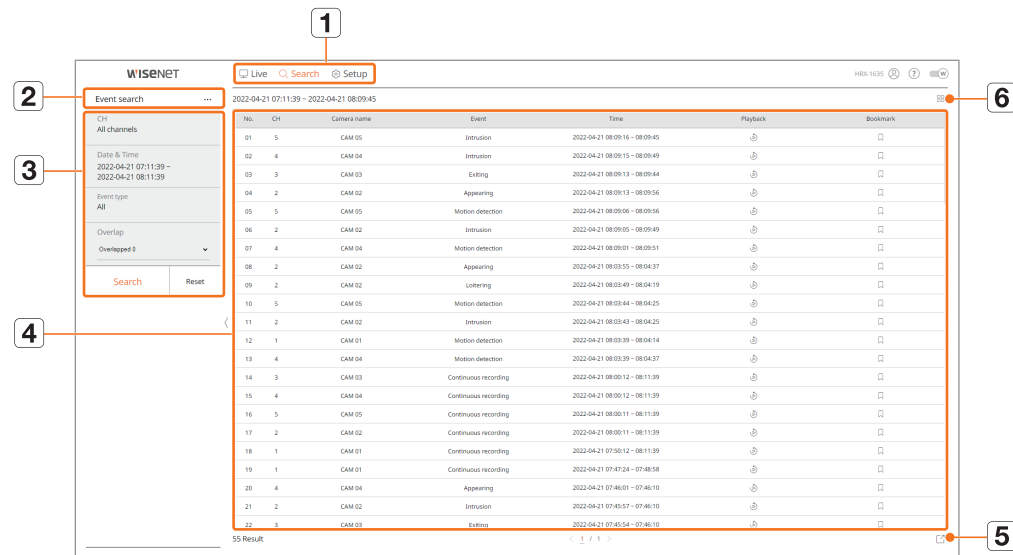 1
WISENET
Live Search Setup
HRX-1635 ? W
2
Event search ...
2022-04-21 07:11:39 ~ 2022-04-21 08:09:45
6
3
CH
All channels
Date & Time
2022-04-21 07:11:39 ~
2022-04-21 08:11:39
Event type
All
Overlap
Overlapped 0
Search Reset
4
No. CH Camera name Event Time Playback Bookmark
01 5 CAM 05 Intrusion 2022-04-21 08:09:16 ~ 08:09:45
02 4 CAM 04 Intrusion 2022-04-21 08:09:15 ~ 08:09:49
03 3 CAM 03 Exiting 2022-04-21 08:09:13 ~ 08:09:44
04 2 CAM 02 Appearing 2022-04-21 08:09:13 ~ 08:09:56
05 5 CAM 05 Motion detection 2022-04-21 08:09:06 ~ 08:09:56
06 2 CAM 02 Intrusion 2022-04-21 08:09:05 ~ 08:09:49
07 4 CAM 04 Motion detection 2022-04-21 08:09:01 ~ 08:09:51
08 2 CAM 02 Appearing 2022-04-21 08:03:55 ~ 08:04:37
09 2 CAM 02 Loitering 2022-04-21 08:03:49 ~ 08:04:19
10 5 CAM 05 Motion detection 2022-04-21 08:03:44 ~ 08:04:25
11 2 CAM 02 Intrusion 2022-04-21 08:03:43 ~ 08:04:25
12 1 CAM 01 Motion detection 2022-04-21 08:03:39 ~ 08:04:14
13 4 CAM 04 Motion detection 2022-04-21 08:03:39 ~ 08:04:37
14 3 CAM 03 Continuous recording 2022-04-21 08:00:12 ~ 08:11:39
15 4 CAM 04 Continuous recording 2022-04-21 08:00:12 ~ 08:11:39
16 5 CAM 05 Continuous recording 2022-04-21 08:00:11 ~ 08:11:39
17 2 CAM 02 Continuous recording 2022-04-21 08:00:11 ~ 08:11:39
18 1 CAM 01 Continuous recording 2022-04-21 07:50:12 ~ 08:11:39
19 1 CAM 01 Continuous recording 2022-04-21 07:47:24 ~ 07:48:58
20 4 CAM 04 Appearing 2022-04-21 07:46:01 ~ 07:46:10
21 2 CAM 02 Intrusion 2022-04-21 07:45:57 ~ 07:46:10
22 3 CAM 03 Exiting 2022-04-21 07:45:54 ~ 07:46:10
55 Result < 1 / 1 >
5